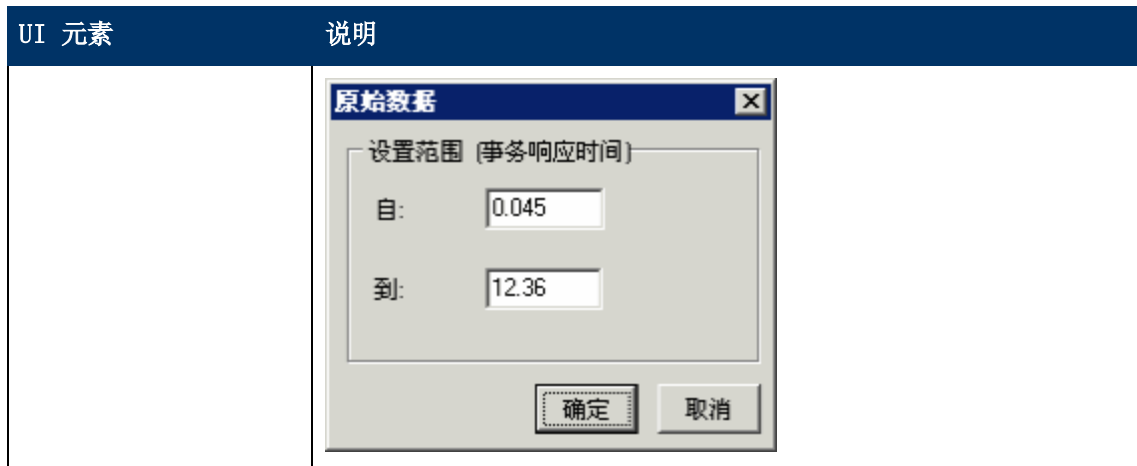 UI 元素 说明
原始数据
设置范围 (事务响应时间)
自: 0.045
到: 12.36
确定 取消